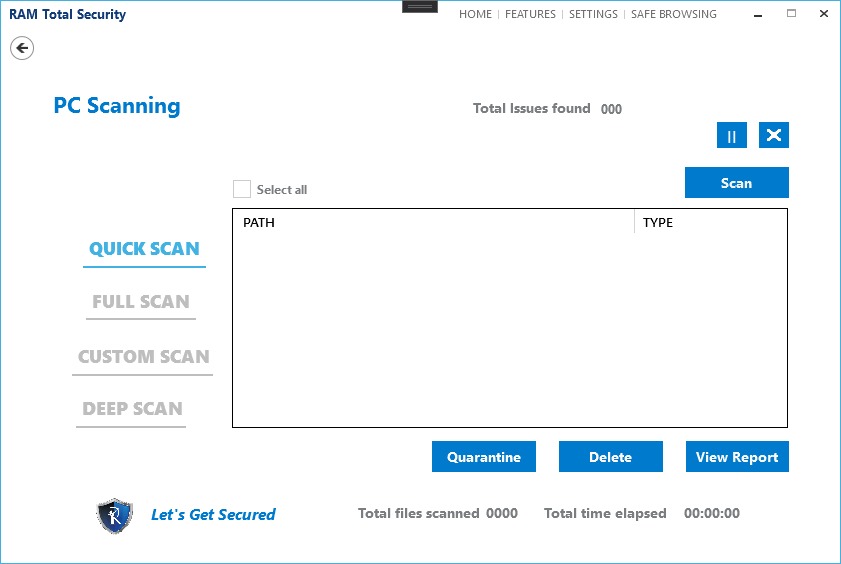 RAM Total Security
HOME | FEATURES | SETTINGS | SAFE BROWSING
PC Scanning
Total Issues found 000
Select all
Scan
PATH
TYPE
QUICK SCAN
FULL SCAN
CUSTOM SCAN
DEEP SCAN
Quarantine
Delete
View Report
R
Let's Get Secured
Total files scanned 0000
Total time elapsed 00:00:00